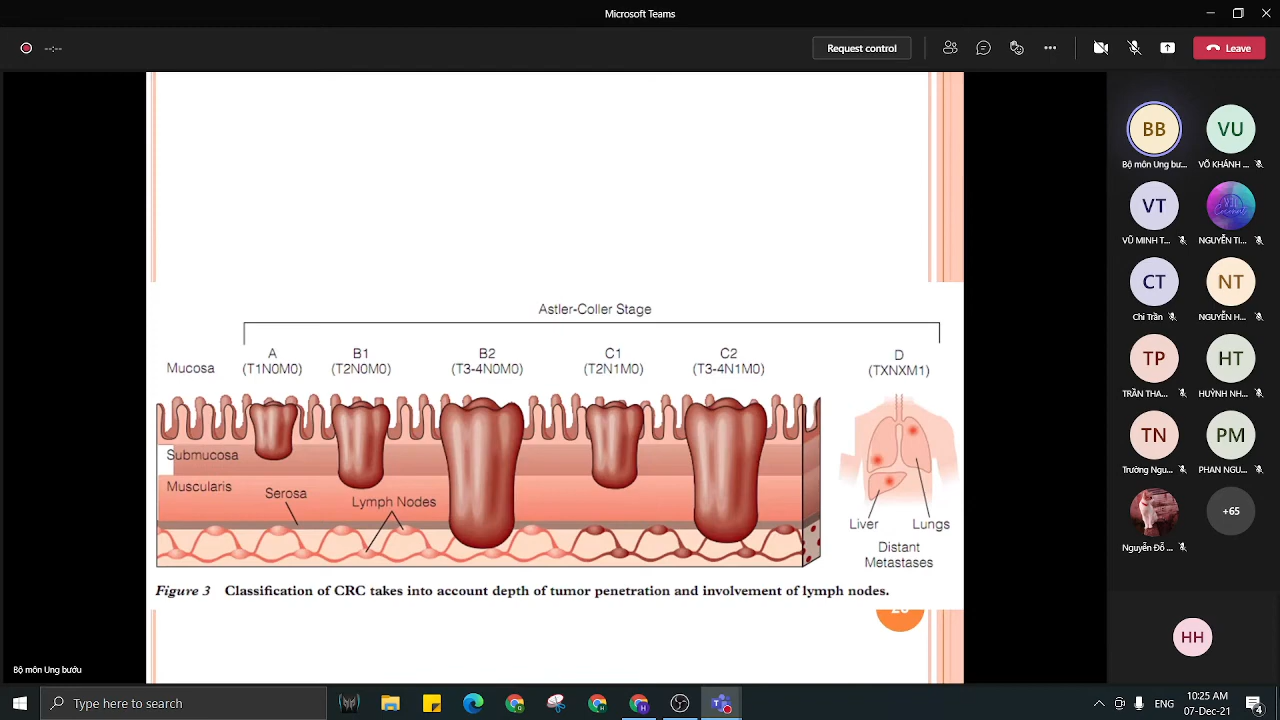 Microsoft Teams
--:--
Request control
Leave
Astler-Coller Stage
Mucosa
A
(T1N0M0)
B1
(T2N0M0)
B2
(T3-4N0M0)
C1
(T2N1M0)
C2
(T3-4N1M0)
D
(TXNXM1)
Submucosa
Muscularis
Serosa
Lymph Nodes
Liver
Lungs
Distant
Metastases
Figure 3 Classification of CRC takes into account depth of tumor penetration and involvement of lymph nodes.
Bộ môn Ung bướu
BB
Bộ môn Ung bư...
VU
VÕ KHÁNH ...
VT
VŨ MINH T...
NGUYỄN TI...
CT
Chi Trần
NT
NGUYỄN H...
TP
TRẦN THA...
HT
HUỲNH NG...
TN
Trường Ngu...
PM
PHAN NGU...
Nguyễn Đỗ ...
+65
HH
Type here to search
ENG
10:25 AM
07-Dec-21